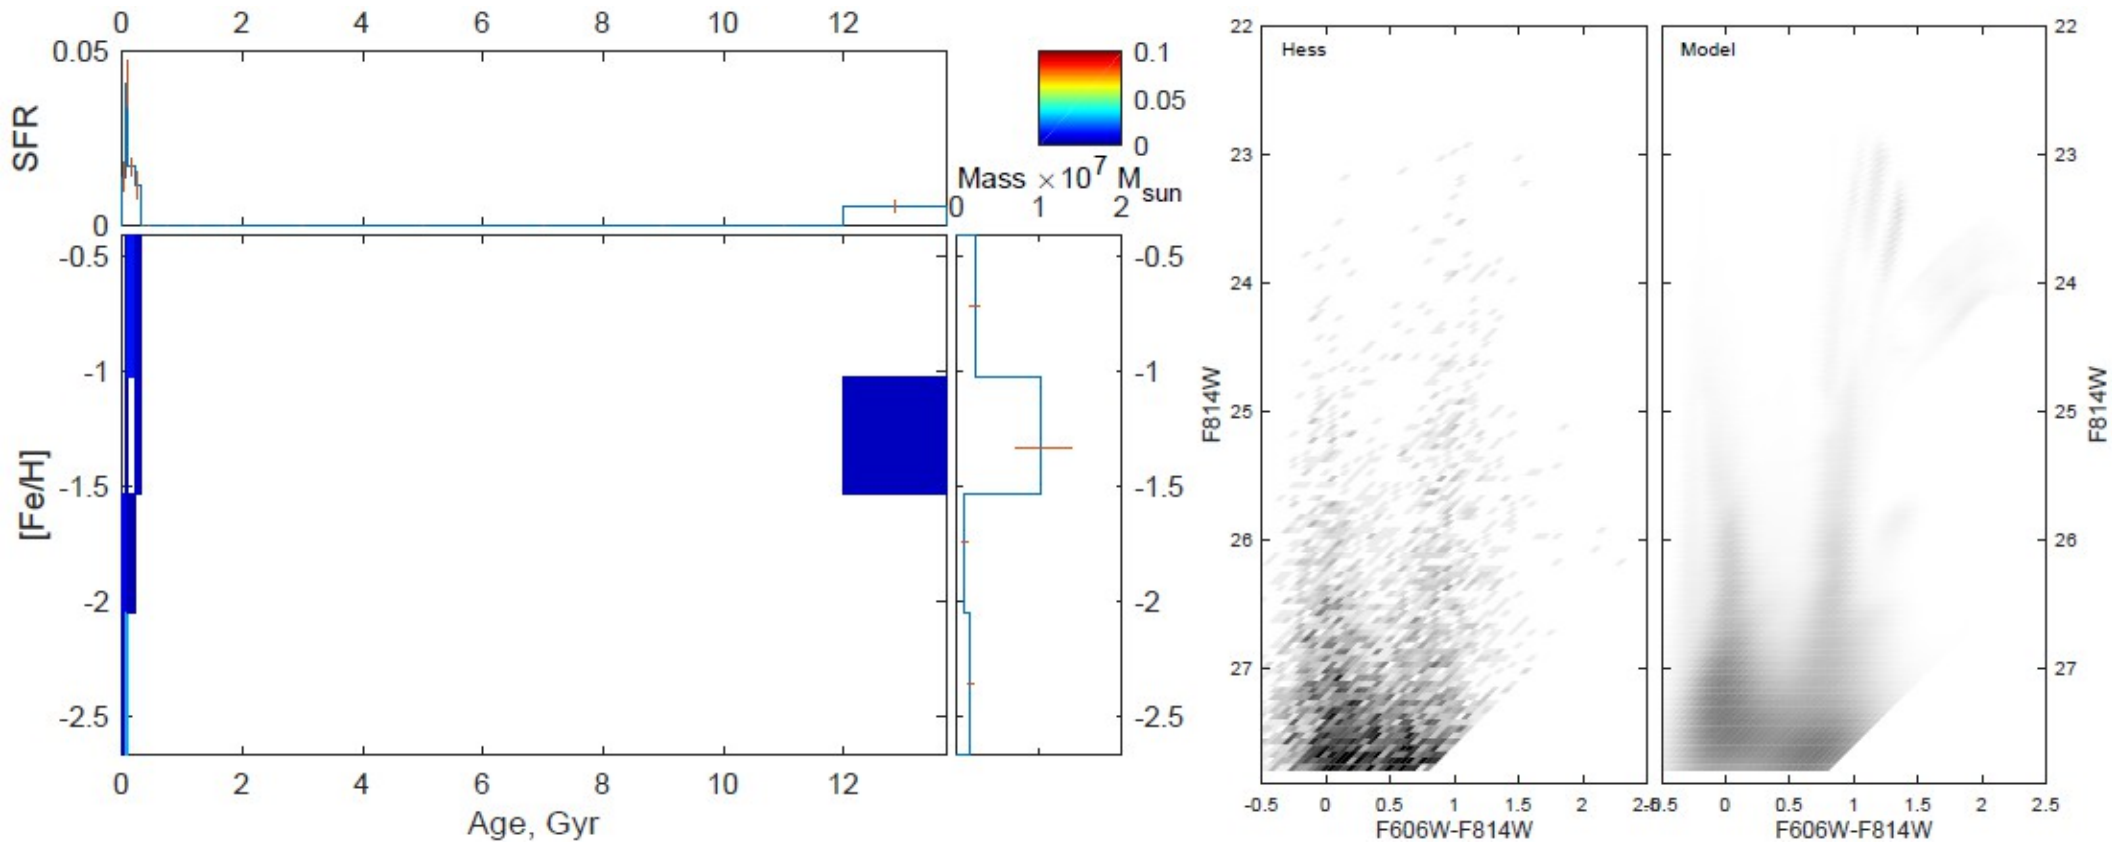 0 2 4 6 8 10 12
0.05
SFR
0
0.1
0.05
0
Mass ×10^7 M_sun
0 1 2
-0.5
-1
-1.5
-2
-2.5
[Fe/H]
-0.5
-1
-1.5
-2
-2.5
0 2 4 6 8 10 12
Age, Gyr
Hess
22
23
24
25
26
27
F814W
-0.5 0 0.5 1 1.5 2 2.5
F606W-F814W
Model
-0.5 0 0.5 1 1.5 2 2.5
F606W-F814W
22
23
24
25
26
27
F814W